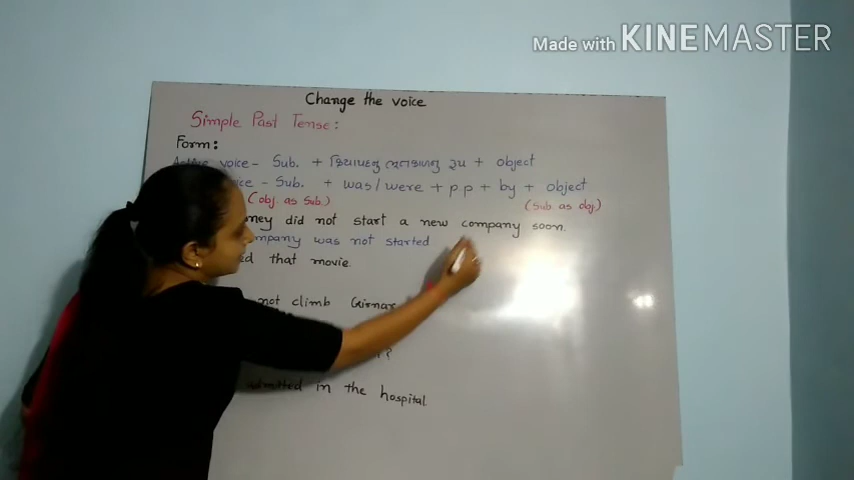 Made with KINEMASTER
Change the voice
Simple Past Tense:
Form:
Active voice - Sub. + ક્રિયાપદનું ભૂતકાળનું રૂપ + object
voice - Sub. + was/were + p p + by + object
(obj. as Sub.) (Sub as obj.)
did not start a new company soon.
company was not started
that movie
not climb Girnar
?
admitted in the hospital